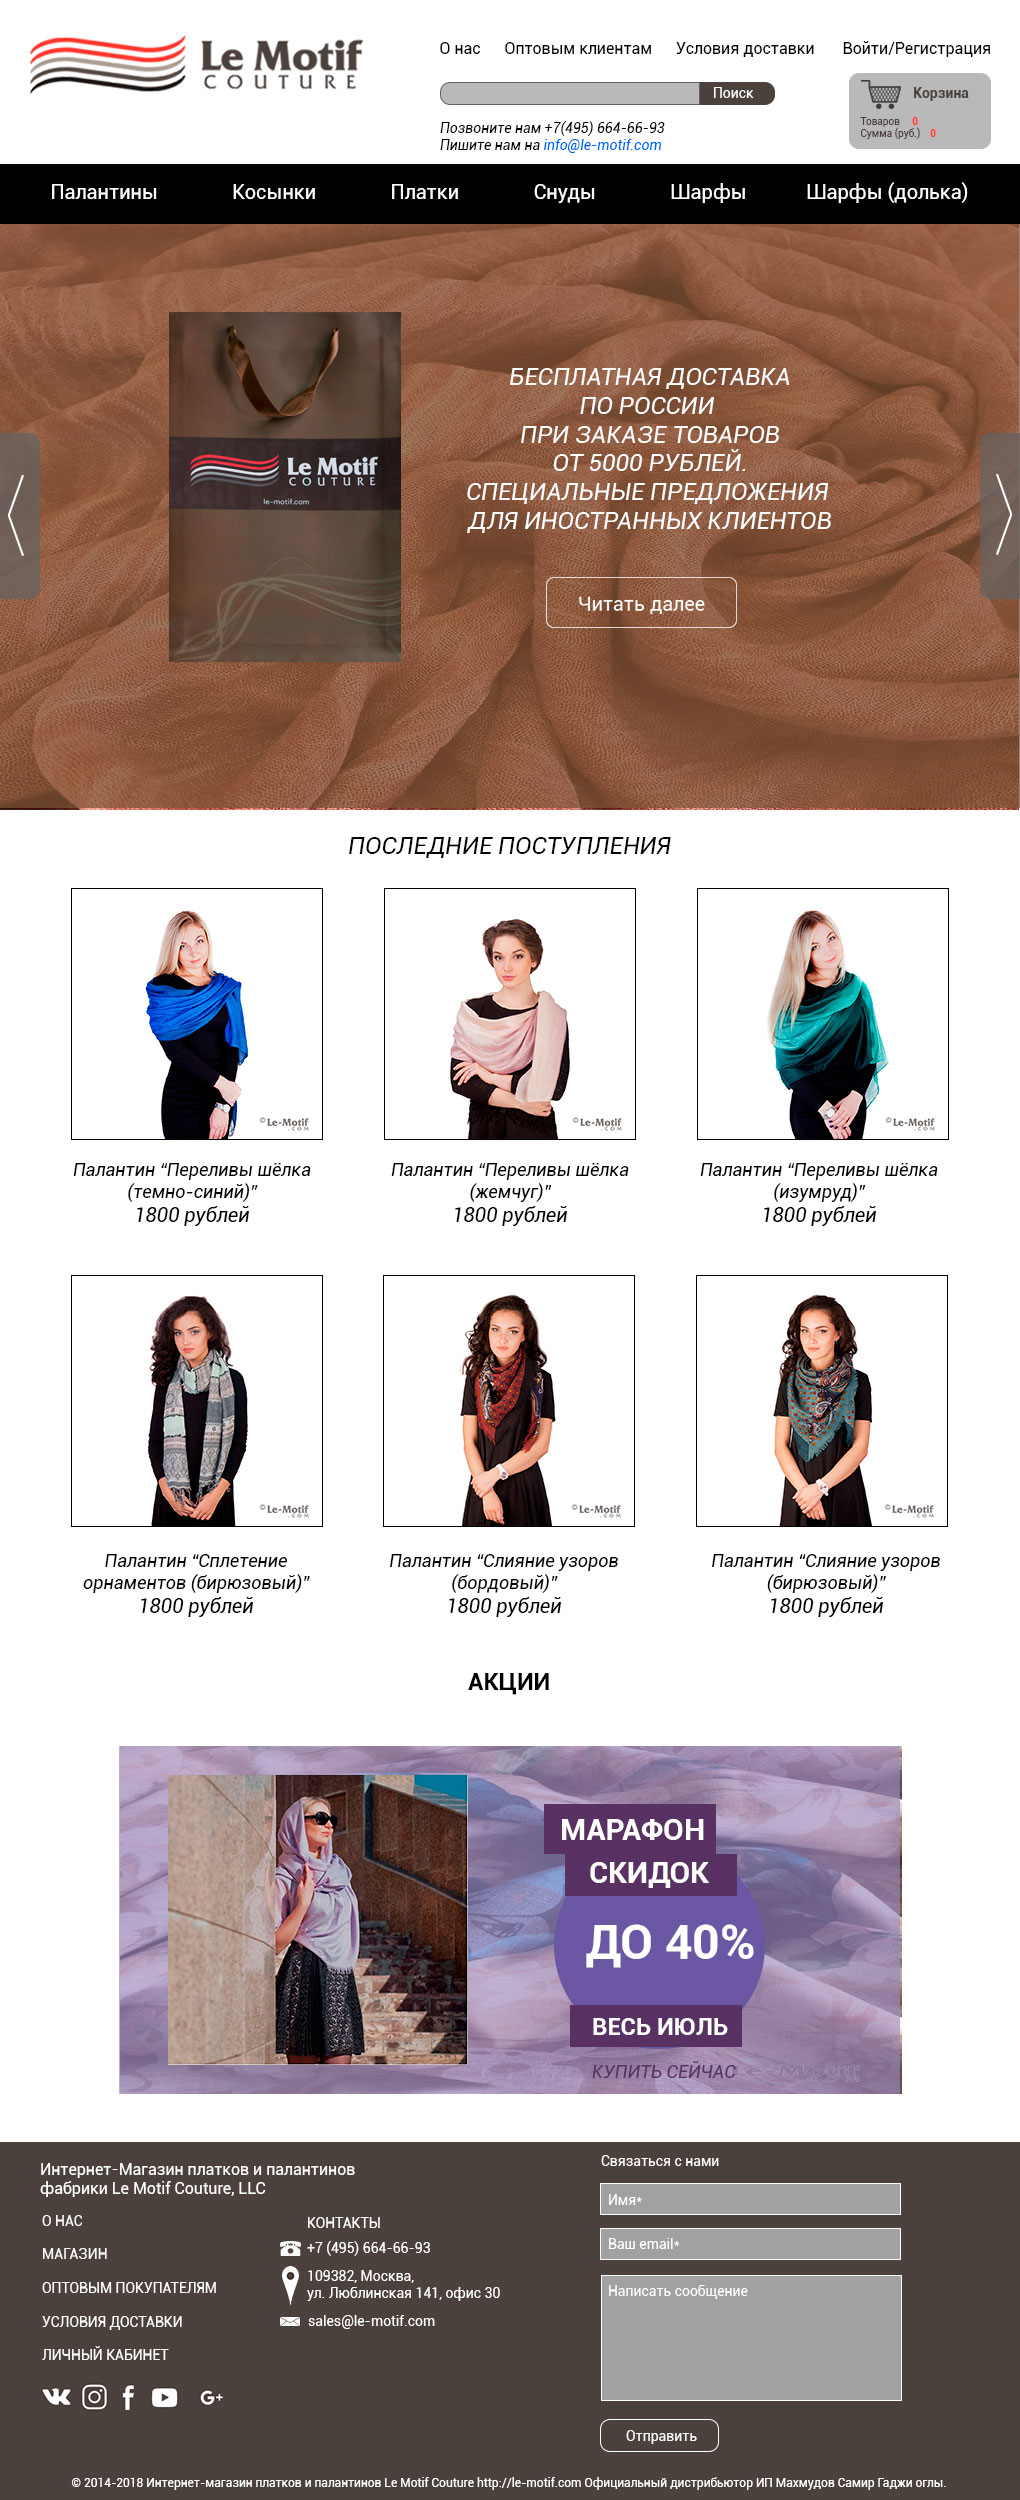 Le Motif
COUTURE
О нас Оптовым клиентам Условия доставки Войти/Регистрация
Поиск
Корзина
Товаров 0
Сумма (руб.) 0
Позвоните нам +7(495) 664-66-93
Пишите нам на info@le-motif.com
Палантины Косынки Платки Снуды Шарфы Шарфы (долька)
Le Motif
COUTURE
le-motif.com
БЕСПЛАТНАЯ ДОСТАВКА
ПО РОССИИ
ПРИ ЗАКАЗЕ ТОВАРОВ
ОТ 5000 РУБЛЕЙ.
СПЕЦИАЛЬНЫЕ ПРЕДЛОЖЕНИЯ
ДЛЯ ИНОСТРАННЫХ КЛИЕНТОВ
Читать далее
ПОСЛЕДНИЕ ПОСТУПЛЕНИЯ
©Le-Motif
.COM
©Le-Motif
.COM
©Le-Motif
.COM
Палантин “Переливы шёлка
(темно-синий)”
1800 рублей
Палантин “Переливы шёлка
(жемчуг)”
1800 рублей
Палантин “Переливы шёлка
(изумруд)”
1800 рублей
©Le-Motif
.COM
©Le-Motif
.COM
©Le-Motif
.COM
Палантин “Сплетение
орнаментов (бирюзовый)”
1800 рублей
Палантин “Слияние узоров
(бордовый)”
1800 рублей
Палантин “Слияние узоров
(бирюзовый)”
1800 рублей
АКЦИИ
МАРАФОН
СКИДОК
ДО 40%
ВЕСЬ ИЮЛЬ
КУПИТЬ СЕЙЧАС
Интернет-Магазин платков и палантинов
фабрики Le Motif Couture, LLC
О НАС
МАГАЗИН
ОПТОВЫМ ПОКУПАТЕЛЯМ
УСЛОВИЯ ДОСТАВКИ
ЛИЧНЫЙ КАБИНЕТ
КОНТАКТЫ
+7 (495) 664-66-93
109382, Москва,
ул. Люблинская 141, офис 30
sales@le-motif.com
Связаться с нами
Имя*
Ваш email*
Написать сообщение
Отправить
© 2014-2018 Интернет-магазин платков и палантинов Le Motif Couture http://le-motif.com Официальный дистрибьютор ИП Махмудов Самир Гаджи оглы.